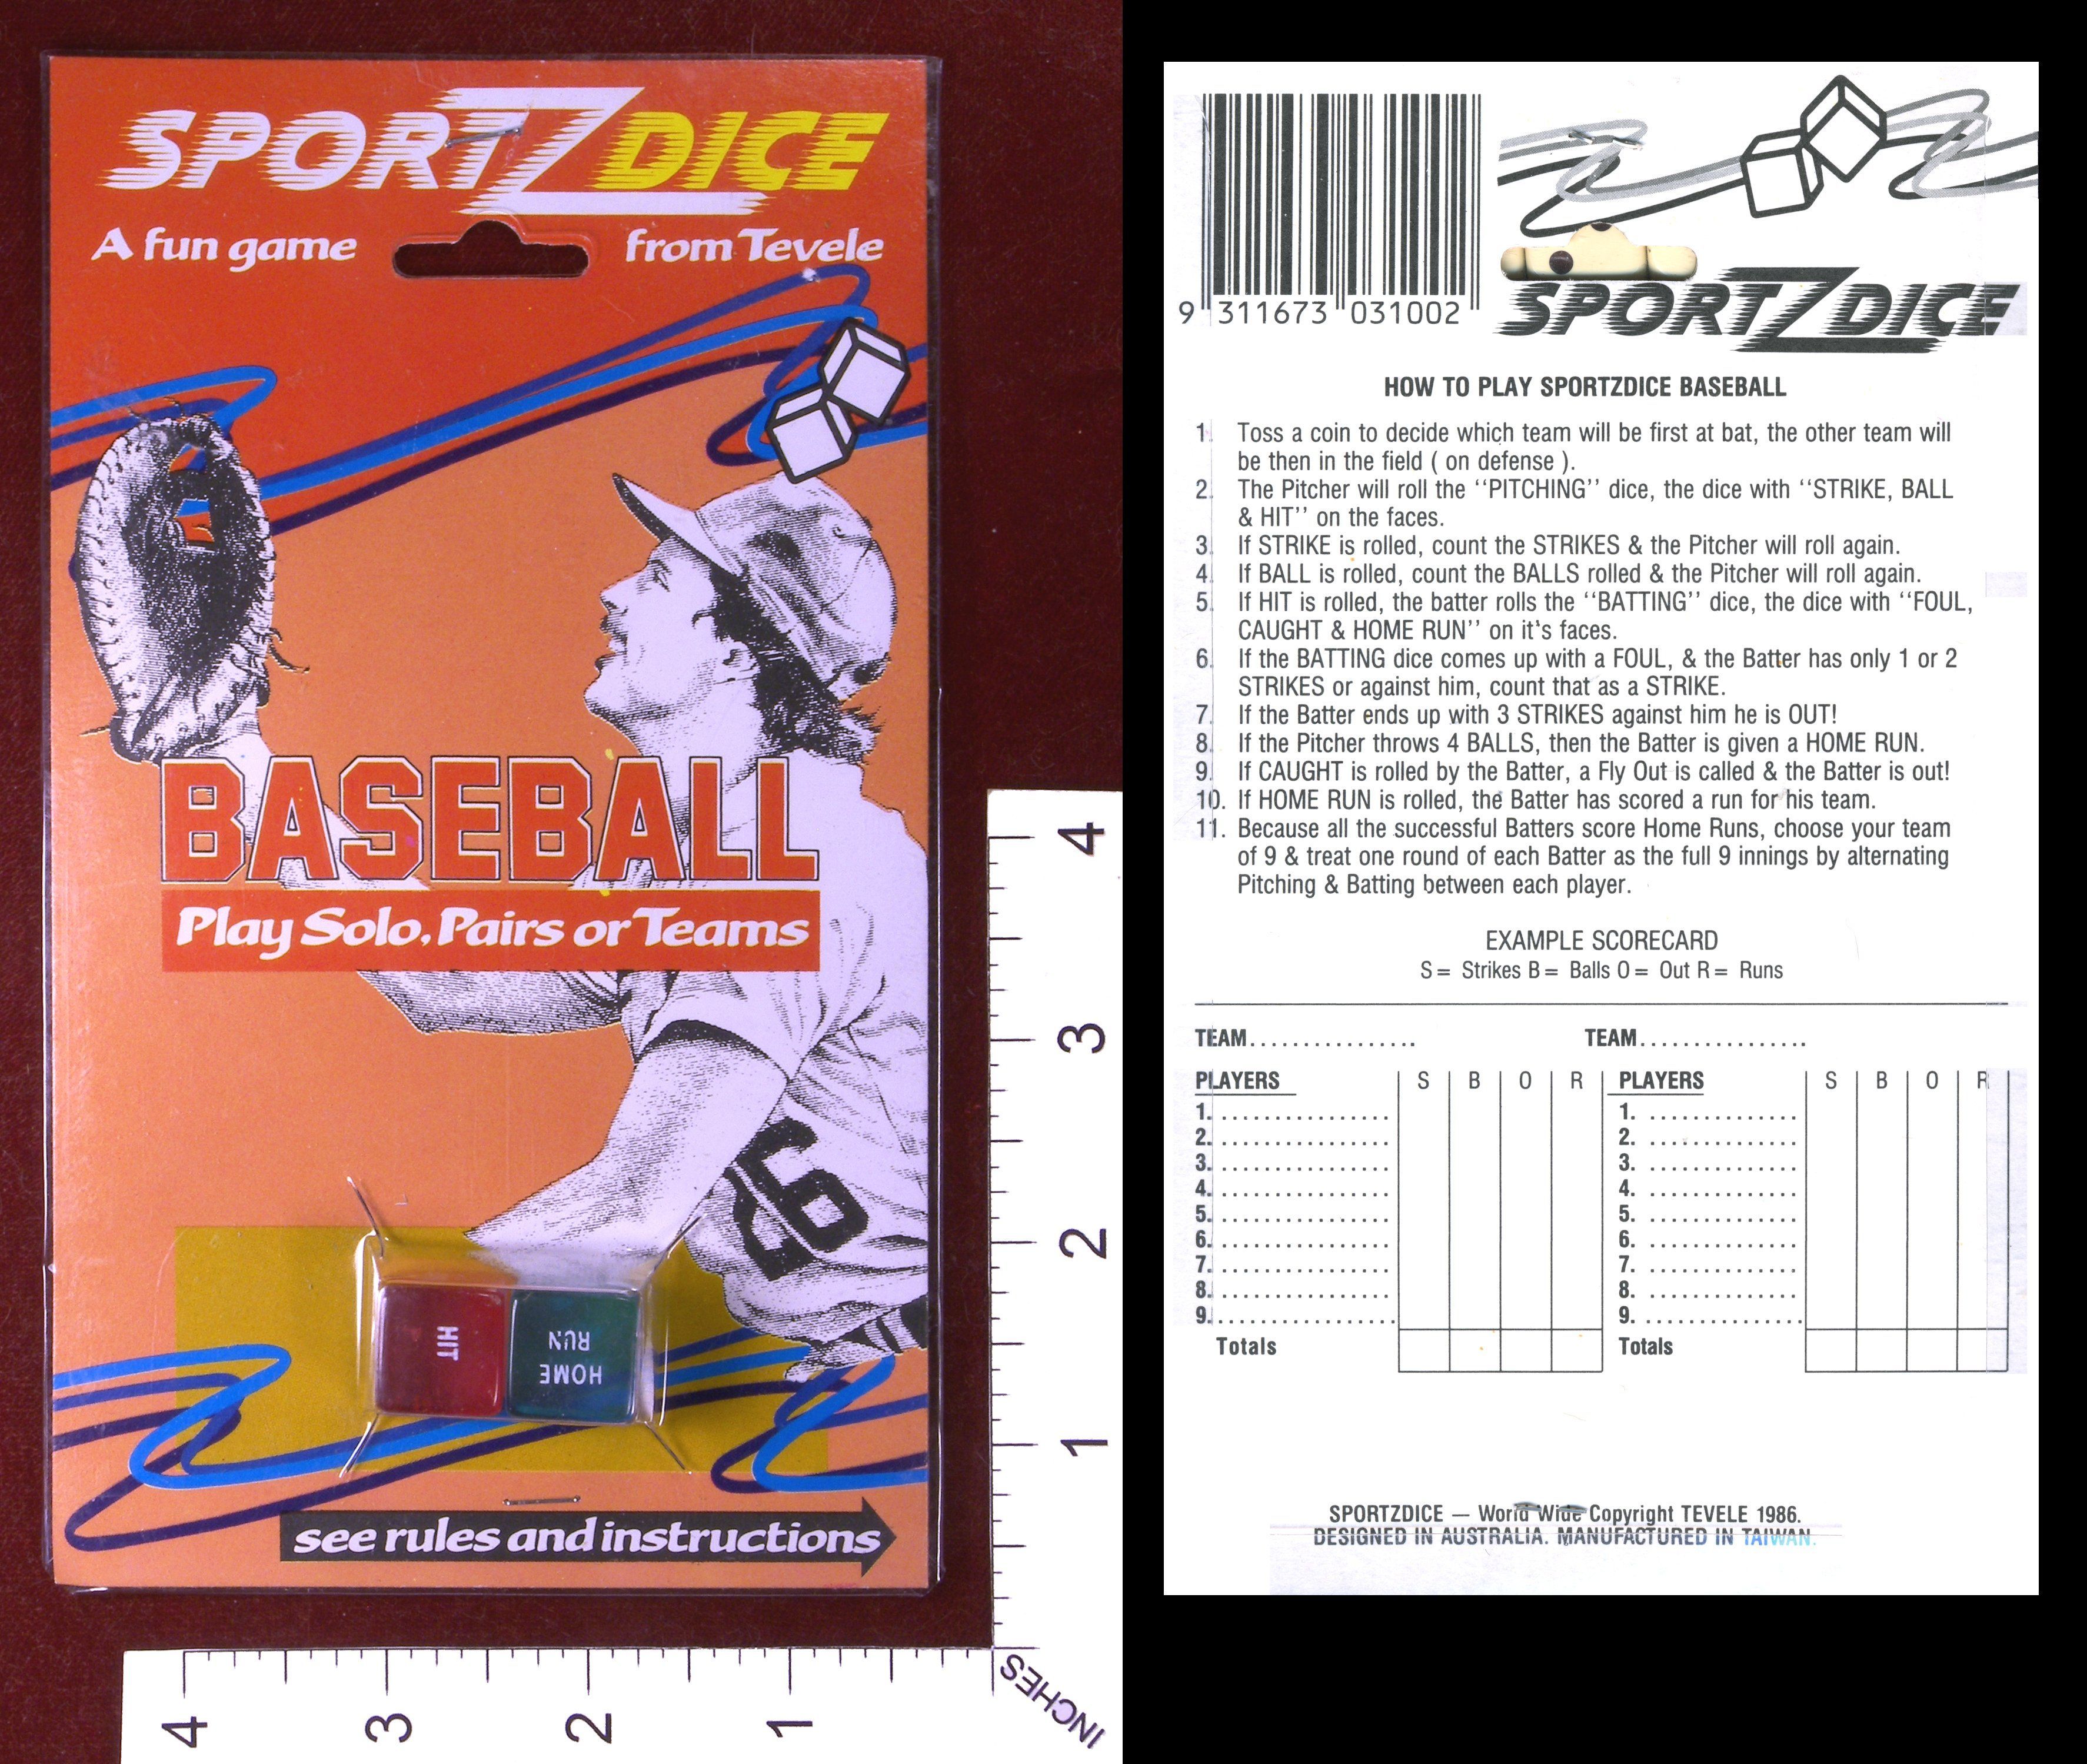 SPORTZDICE
A fun game from Tevele
BASEBALL
Play Solo, Pairs or Teams
26
HIT
HOME
RUN
see rules and instructions
4
3
2
1
4
3
2
1
INCHES
9 311673 031002
SPORTZDICE
HOW TO PLAY SPORTZDICE BASEBALL
1. Toss a coin to decide which team will be first at bat, the other team will
be then in the field ( on defense ).
2. The Pitcher will roll the ‘‘PITCHING’’ dice, the dice with ‘‘STRIKE, BALL
& HIT’’ on the faces.
3. If STRIKE is rolled, count the STRIKES & the Pitcher will roll again.
4. If BALL is rolled, count the BALLS rolled & the Pitcher will roll again.
5. If HIT is rolled, the batter rolls the ‘‘BATTING’’ dice, the dice with ‘‘FOUL,
CAUGHT & HOME RUN’’ on it's faces.
6. If the BATTING dice comes up with a FOUL, & the Batter has only 1 or 2
STRIKES or against him, count that as a STRIKE.
7. If the Batter ends up with 3 STRIKES against him he is OUT!
8. If the Pitcher throws 4 BALLS, then the Batter is given a HOME RUN.
9. If CAUGHT is rolled by the Batter, a Fly Out is called & the Batter is out!
10. If HOME RUN is rolled, the Batter has scored a run for his team.
11. Because all the successful Batters score Home Runs, choose your team
of 9 & treat one round of each Batter as the full 9 innings by alternating
Pitching & Batting between each player.
EXAMPLE SCORECARD
S = Strikes B = Balls O = Out R = Runs
TEAM................ TEAM................
PLAYERS S B O R PLAYERS S B O R
1. ................ 1. ..............
2. ................ 2. ..............
3. ................ 3. ..............
4. ................ 4. ..............
5. ................ 5. ..............
6. ................ 6. ..............
7. ................ 7. ..............
8. ................ 8. ..............
9. ................ 9. ..............
Totals Totals
SPORTZDICE — World Wide Copyright TEVELE 1986.
DESIGNED IN AUSTRALIA. MANUFACTURED IN TAIWAN.